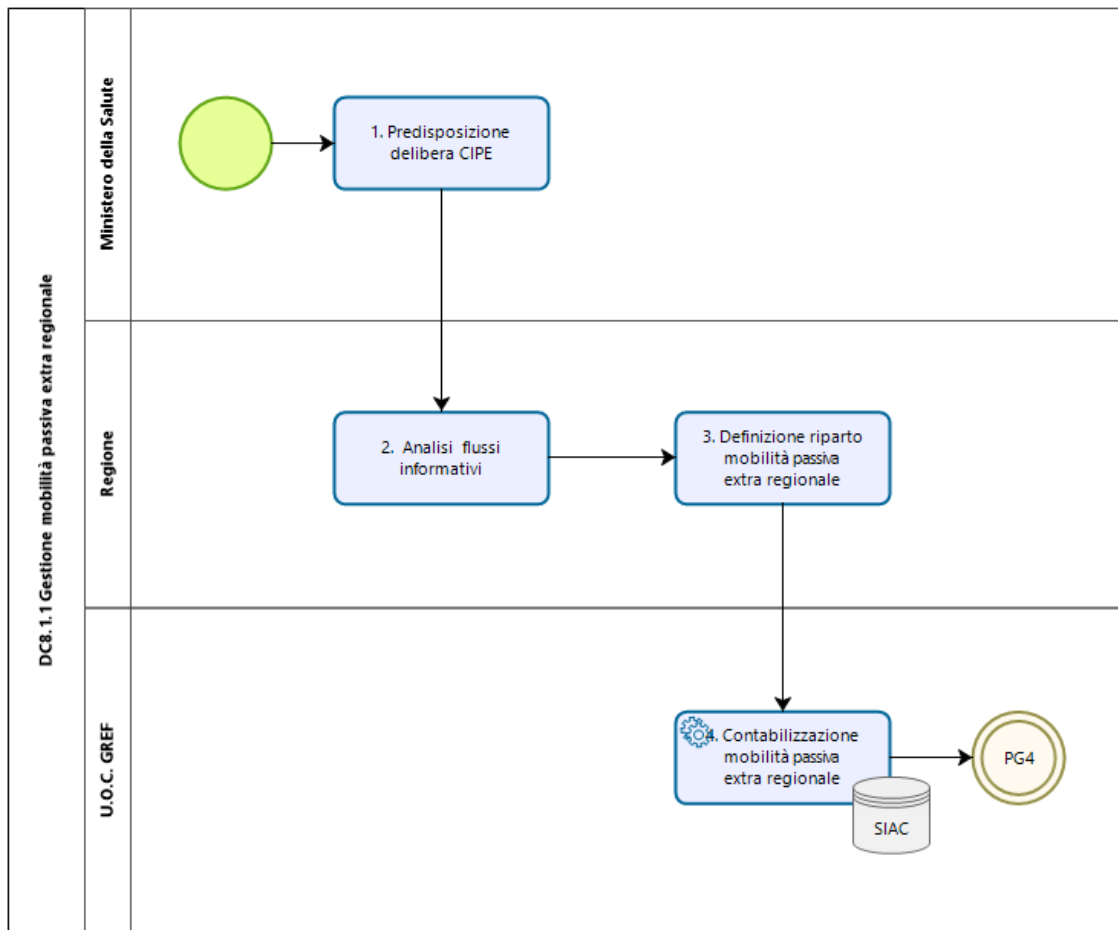 DC8.1.1 Gestione mobilità passiva extra regionale
Ministero della Salute
1. Predisposizione
delibera CIPE
Regione
2. Analisi flussi
informativi
3. Definizione riparto
mobilità passiva
extra regionale
U.O.C. GREF
4. Contabilizzazione
mobilità passiva
extra regionale
SIAC
PG4